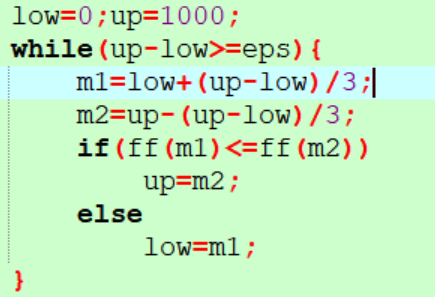 low=0;up=1000;
while(up-low>=eps){
m1=low+(up-low)/3;
m2=up-(up-low)/3;
if(ff(m1)<=ff(m2))
up=m2;
else
low=m1;
}